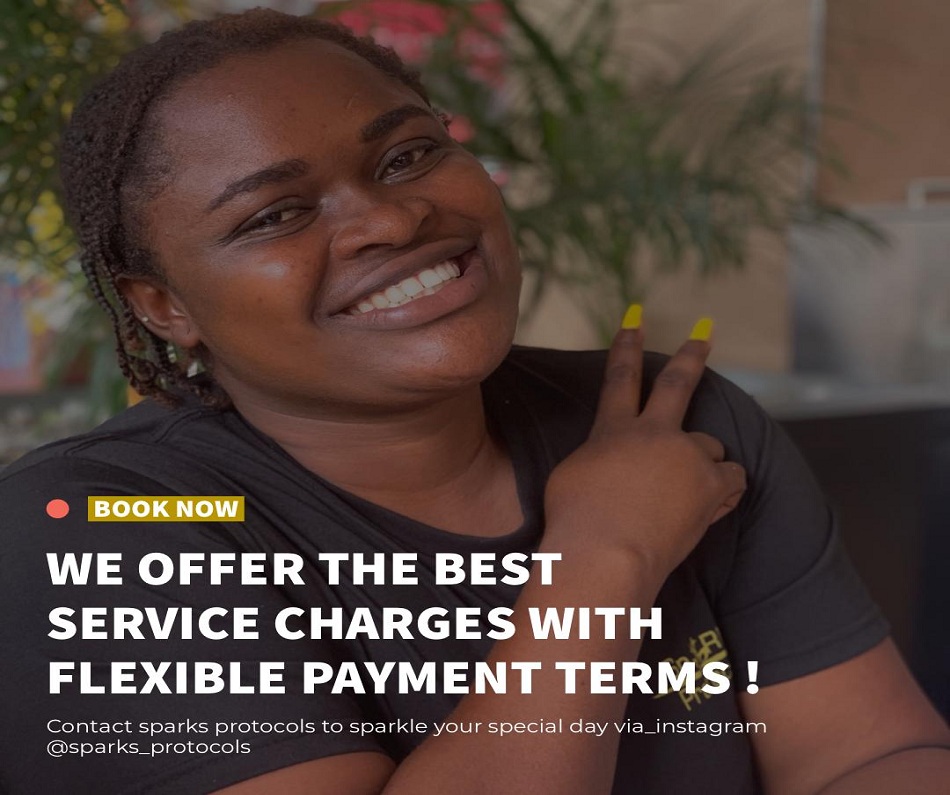 BOOK NOW
WE OFFER THE BEST
SERVICE CHARGES WITH
FLEXIBLE PAYMENT TERMS !
Contact sparks protocols to sparkle your special day via_instagram
@sparks_protocols